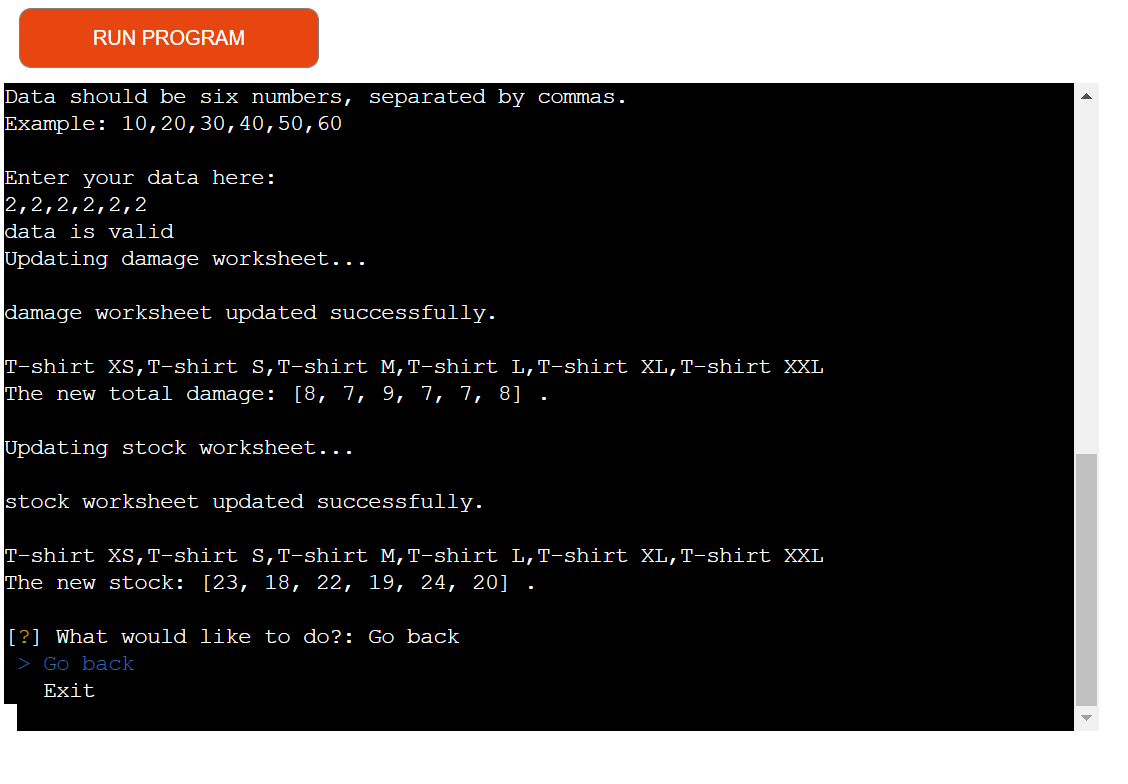 RUN PROGRAM
Data should be six numbers, separated by commas.
Example: 10,20,30,40,50,60
Enter your data here:
2,2,2,2,2,2
data is valid
Updating damage worksheet...
damage worksheet updated successfully.
T-shirt XS,T-shirt S,T-shirt M,T-shirt L,T-shirt XL,T-shirt XXL
The new total damage: [8, 7, 9, 7, 7, 8] .
Updating stock worksheet...
stock worksheet updated successfully.
T-shirt XS,T-shirt S,T-shirt M,T-shirt L,T-shirt XL,T-shirt XXL
The new stock: [23, 18, 22, 19, 24, 20] .
[?] What would like to do?: Go back
> Go back
Exit